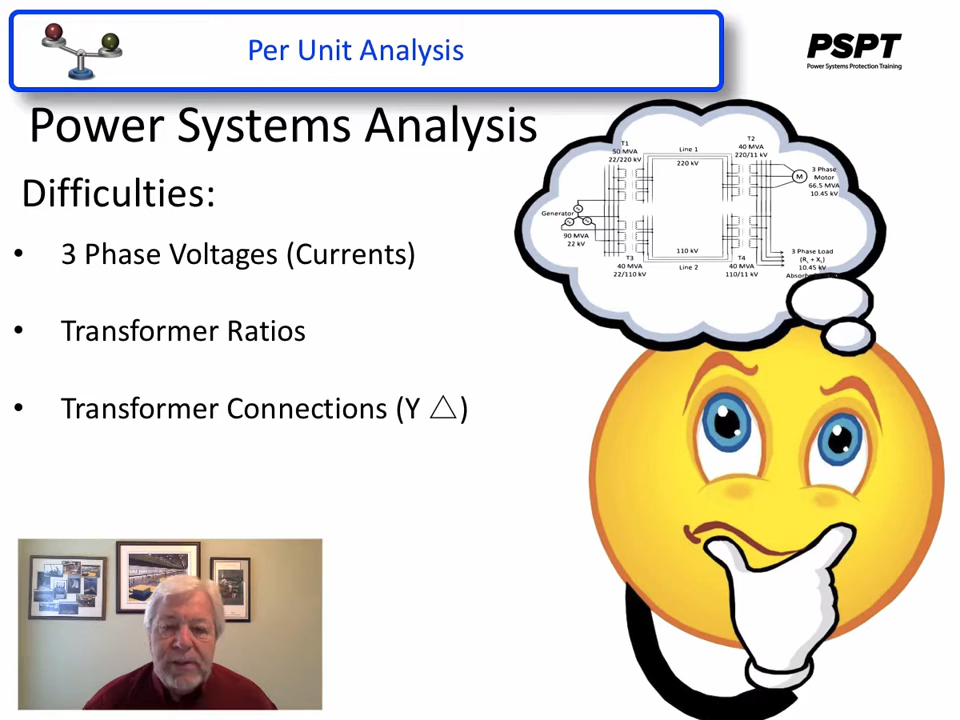 Per Unit Analysis
PSPT
Power Systems Protection Training
Power Systems Analysis
Difficulties:
• 3 Phase Voltages (Currents)
• Transformer Ratios
• Transformer Connections (Y △)
T1
50 MVA
22/220 kV
Line 1
220 kV
T2
40 MVA
220/11 kV
M
3 Phase
Motor
66.5 MVA
10.45 kV
Generator
90 MVA
22 kV
T3
40 MVA
22/110 kV
110 kV
Line 2
T4
40 MVA
110/11 kV
3 Phase Load
10.45 kV